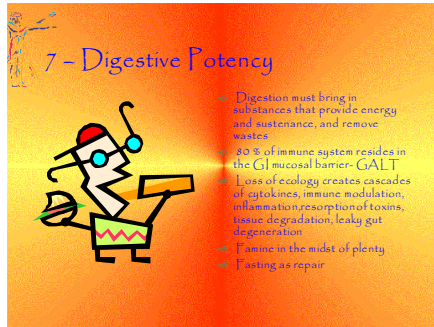 7 – Digestive Potency
Digestion must bring in
substances that provide energy
and sustenance, and remove
wastes
80 % of immune system resides in
the GI mucosal barrier- GALT
Loss of ecology creates cascades
of cytokines, immune modulation,
inflammation,resorption of toxins,
tissue degradation, leaky gut
degeneration
Famine in the midst of plenty
Fasting as repair